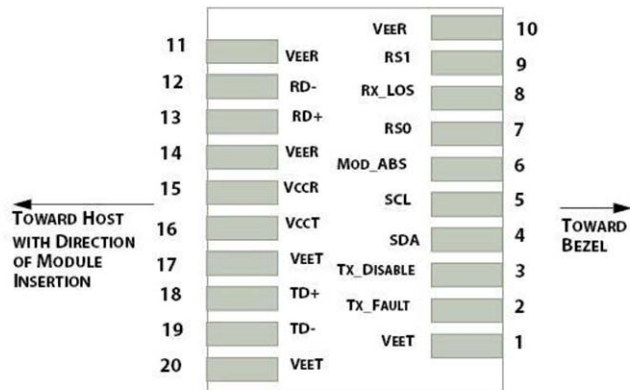 11 VEER
12 RD-
13 RD+
14 VEER
15 VCCR
16 VCCT
17 VEET
18 TD+
19 TD-
20 VEET
VEER 10
RS1 9
RX_LOS 8
RS0 7
MOD_ABS 6
SCL 5
SDA 4
TX_DISABLE 3
TX_FAULT 2
VEET 1
TOWARD HOST
WITH DIRECTION
OF MODULE
INSERTION
TOWARD
BEZEL